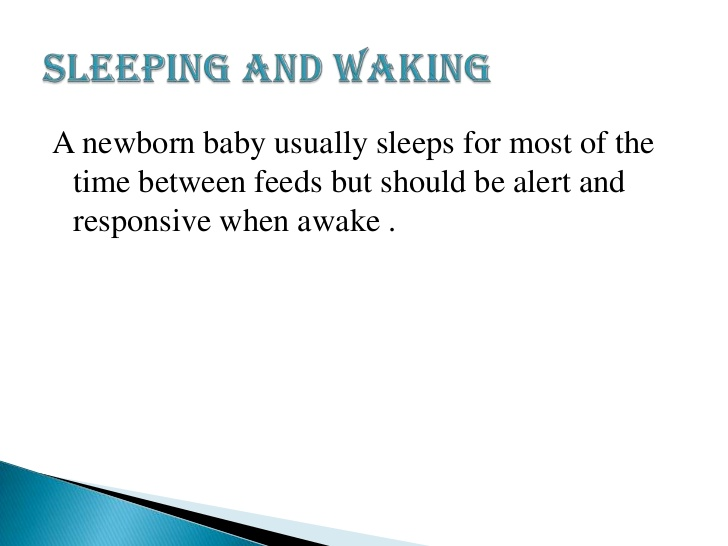 SLEEPING AND WAKING
A newborn baby usually sleeps for most of the
time between feeds but should be alert and
responsive when awake .